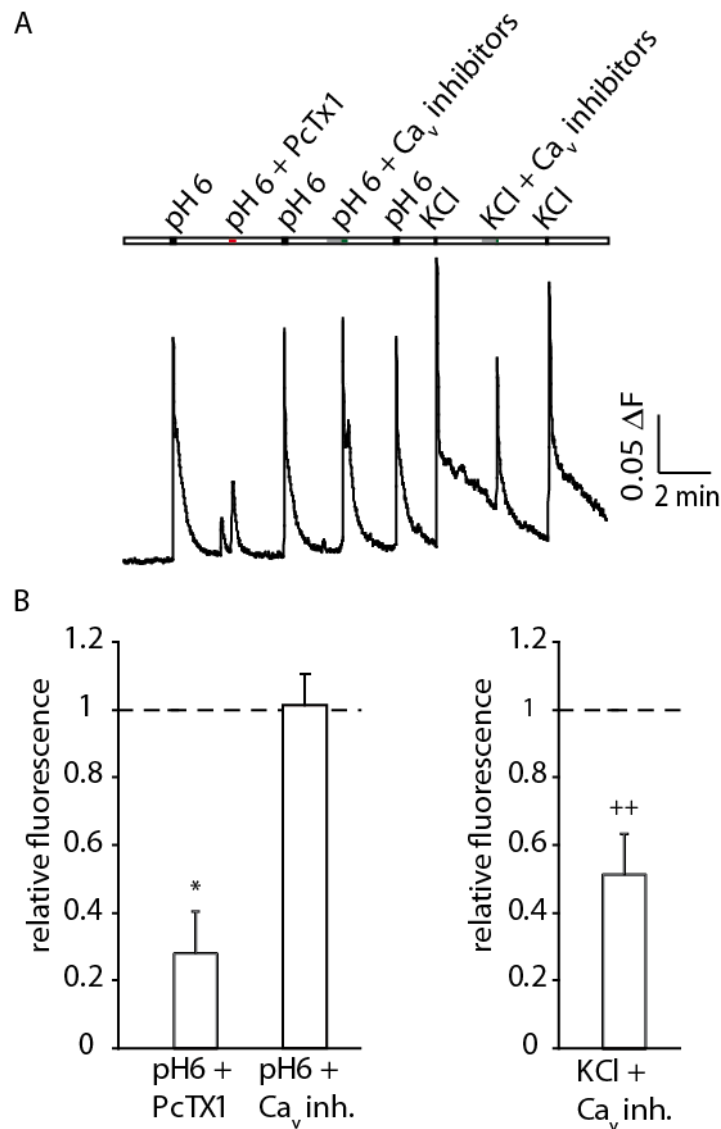 A
pH 6
pH 6 + PcTx1
pH 6
pH 6 + Cav inhibitors
pH 6
KCl
KCl + Cav inhibitors
KCl
0.05 ΔF
2 min
B
relative fluorescence
1.2
1
0.8
0.6
0.4
0.2
0
*
pH6 +
PcTX1
pH6 +
Cav inh.
relative fluorescence
1.2
1
0.8
0.6
0.4
0.2
0
++
KCl +
Cav inh.